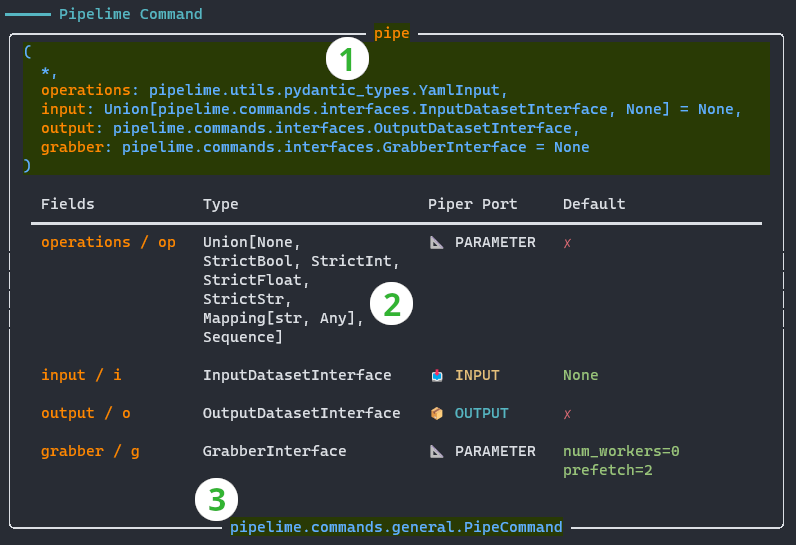 Pipelime Command
pipe
1
(
*,
operations: pipelime.utils.pydantic_types.YamlInput,
input: Union[pipelime.commands.interfaces.InputDatasetInterface, None] = None,
output: pipelime.commands.interfaces.OutputDatasetInterface,
grabber: pipelime.commands.interfaces.GrabberInterface = None
)
Fields Type Piper Port Default
operations / op Union[None, 📐 PARAMETER ✗
StrictBool, StrictInt,
StrictFloat,
StrictStr,
2
Mapping[str, Any],
Sequence]
input / i InputDatasetInterface 📥 INPUT None
output / o OutputDatasetInterface 📦 OUTPUT ✗
grabber / g GrabberInterface 📐 PARAMETER num_workers=0
prefetch=2
3
pipelime.commands.general.PipeCommand